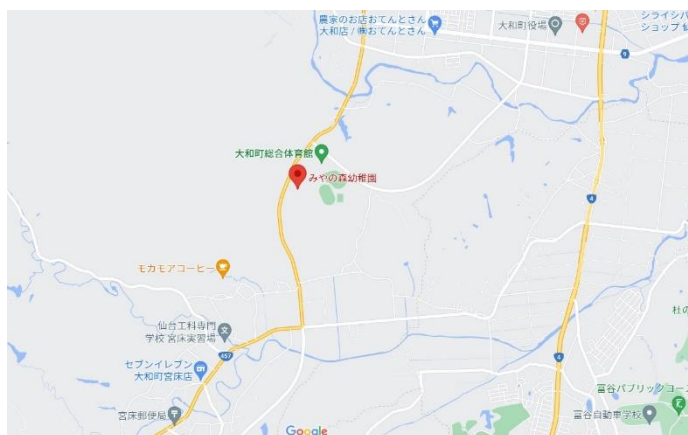 農家のお店おてんとさん
大和店 / ㈱おてんとさん
大和町役場
シライシパ
ショップ 仙
9
大和町総合体育館
みやの森幼稚園
4
モカモアコーヒー
仙台工科専門
学校 宮床実習場
457
セブンイレブン
大和町宮床店
4
杜の
富谷パブリックコー
宮床郵便局
富谷自動車学校
Google